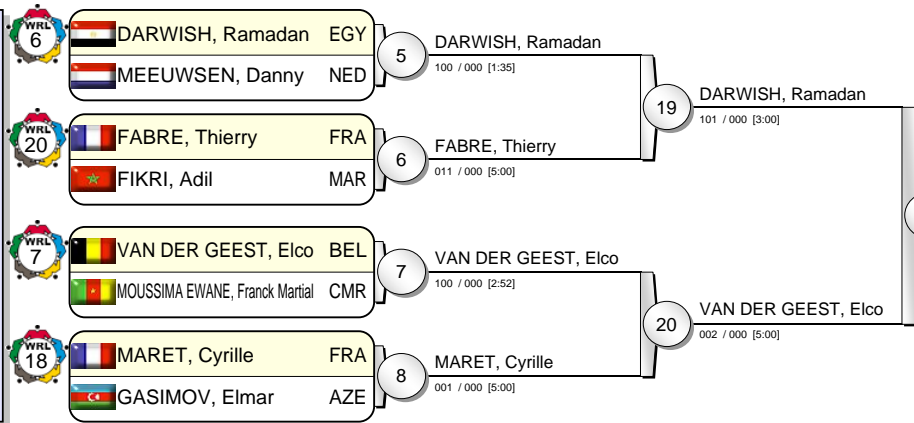 WRL
6
DARWISH, Ramadan EGY
MEEUWSEN, Danny NED
5
DARWISH, Ramadan
100 / 000 [1:35]
WRL
20
FABRE, Thierry FRA
FIKRI, Adil MAR
6
FABRE, Thierry
011 / 000 [5:00]
19
DARWISH, Ramadan
101 / 000 [3:00]
WRL
7
VAN DER GEEST, Elco BEL
MOUSSIMA EWANE, Franck Martial CMR
7
VAN DER GEEST, Elco
100 / 000 [2:52]
WRL
18
MARET, Cyrille FRA
GASIMOV, Elmar AZE
8
MARET, Cyrille
001 / 000 [5:00]
20
VAN DER GEEST, Elco
002 / 000 [5:00]